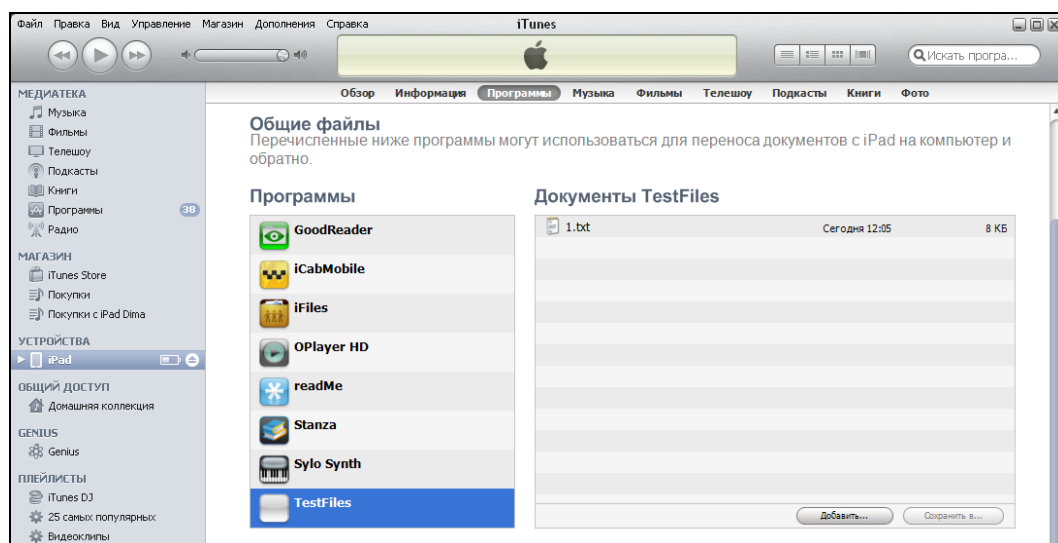 Файл Правка Вид Управление Магазин Дополнения Справка
iTunes
Искать програ...
МЕДИАТЕКА
Музыка
Фильмы
Телешоу
Подкасты
Книги
Программы 38
Радио
МАГАЗИН
iTunes Store
Покупки
Покупки с iPad Dima
УСТРОЙСТВА
iPad
ОБЩИЙ ДОСТУП
Домашняя коллекция
GENIUS
Genius
ПЛЕЙЛИСТЫ
iTunes DJ
25 самых популярных
Видеоклипы
Обзор Информация Программы Музыка Фильмы Телешоу Подкасты Книги Фото
Общие файлы
Перечисленные ниже программы могут использоваться для переноса документов с iPad на компьютер и
обратно.
Программы
GoodReader
iCabMobile
iFiles
OPlayer HD
readMe
Stanza
Sylo Synth
TestFiles
Документы TestFiles
1.txt Сегодня 12:05 8 КБ
Добавить... Сохранить в...